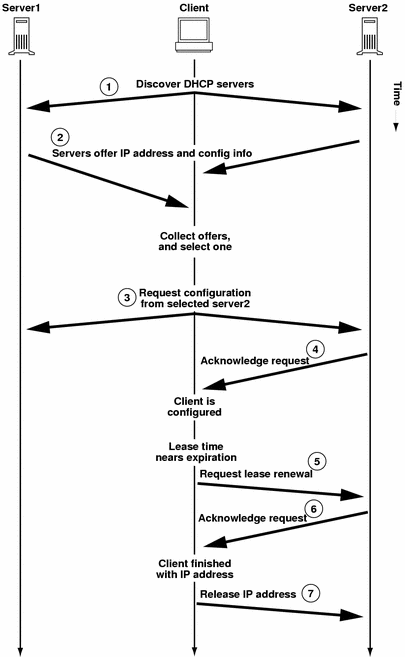 Server1
Client
Server2
Time
1
Discover DHCP servers
2
Servers offer IP address and config info
Collect offers,
and select one
3
Request configuration
from selected server2
4
Acknowledge request
Client is
configured
Lease time
nears expiration
5
Request lease renewal
6
Acknowledge request
Client finished
with IP address
Release IP address
7